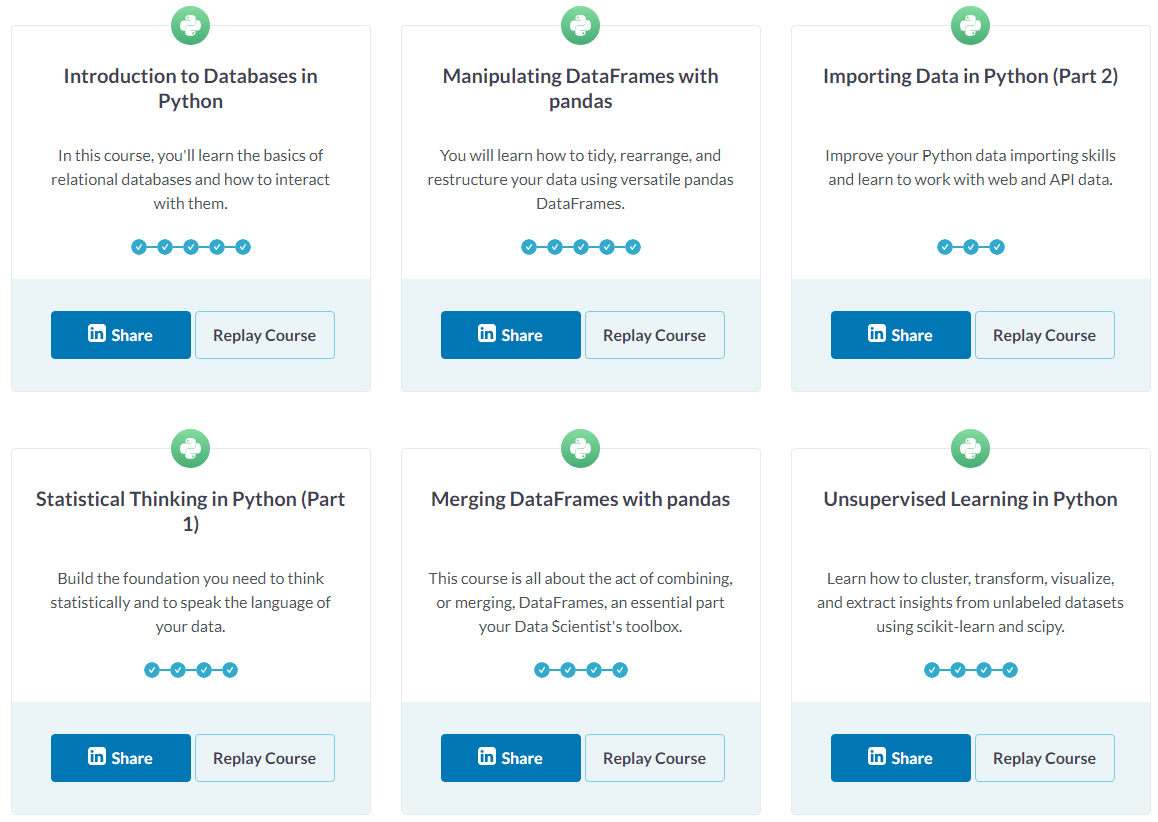 Introduction to Databases in
Python
In this course, you'll learn the basics of
relational databases and how to interact
with them.
in Share
Replay Course
Manipulating DataFrames with
pandas
You will learn how to tidy, rearrange, and
restructure your data using versatile pandas
DataFrames.
in Share
Replay Course
Importing Data in Python (Part 2)
Improve your Python data importing skills
and learn to work with web and API data.
in Share
Replay Course
Statistical Thinking in Python (Part
1)
Build the foundation you need to think
statistically and to speak the language of
your data.
in Share
Replay Course
Merging DataFrames with pandas
This course is all about the act of combining,
or merging, DataFrames, an essential part
your Data Scientist's toolbox.
in Share
Replay Course
Unsupervised Learning in Python
Learn how to cluster, transform, visualize,
and extract insights from unlabeled datasets
using scikit-learn and scipy.
in Share
Replay Course